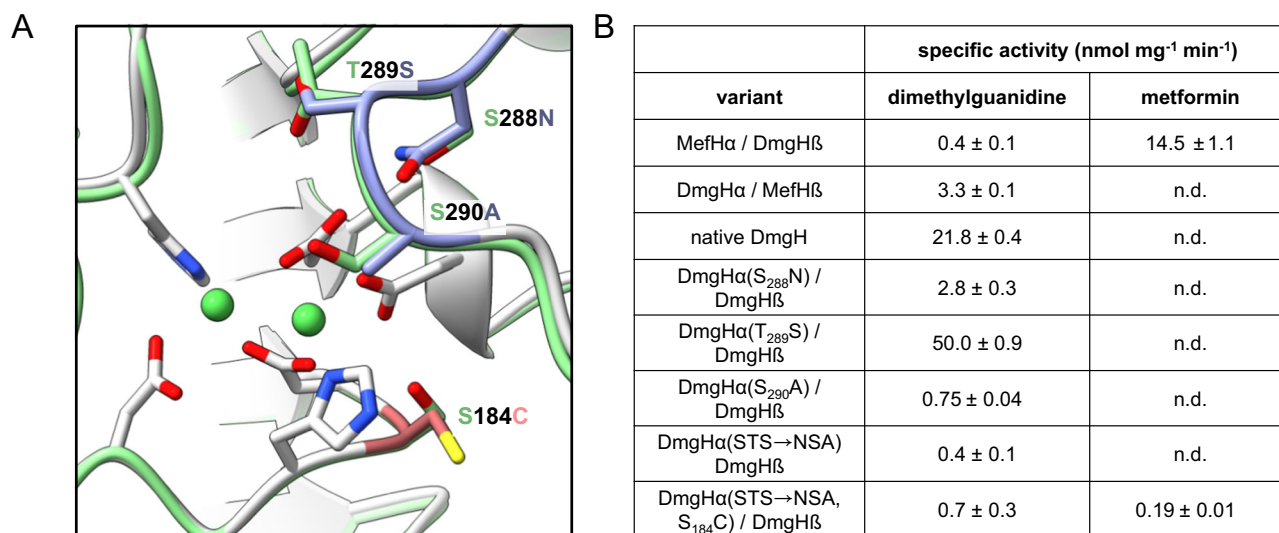 A
B
T289S
S288N
S290A
S184C
specific activity (nmol mg⁻¹ min⁻¹)
variant dimethylguanidine metformin
MefHα / DmgHß 0.4 ± 0.1 14.5 ±1.1
DmgHα / MefHß 3.3 ± 0.1 n.d.
native DmgH 21.8 ± 0.4 n.d.
DmgHα(S₂₈₈N) /
DmgHß 2.8 ± 0.3 n.d.
DmgHα(T₂₈₉S) /
DmgHß 50.0 ± 0.9 n.d.
DmgHα(S₂₉₀A) /
DmgHß 0.75 ± 0.04 n.d.
DmgHα(STS→NSA)
DmgHß 0.4 ± 0.1 n.d.
DmgHα(STS→NSA,
S₁₈₄C) / DmgHß 0.7 ± 0.3 0.19 ± 0.01